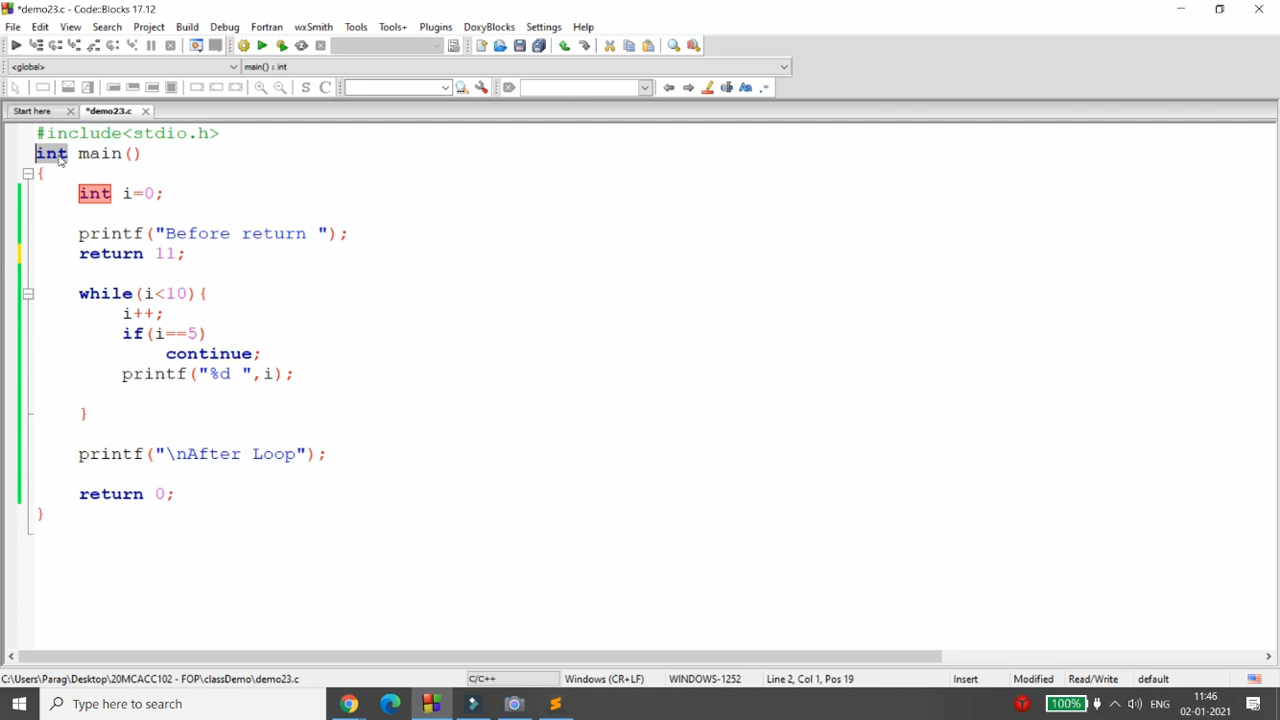 *demo23.c - Code::Blocks 17.12
File Edit View Search Project Build Debug Fortran wxSmith Tools Tools+ Plugins DoxyBlocks Settings Help
<global> main() : int
S C
Start here *demo23.c
#include<stdio.h>
int main()
{
int i=0;
printf("Before return ");
return 11;
while(i<10){
i++;
if(i==5)
continue;
printf("%d ",i);
}
printf("\nAfter Loop");
return 0;
}
C:\Users\Parag\Desktop\20MCACC102 - FOP\classDemo\demo23.c C/C++ Windows (CR+LF) WINDOWS-1252 Line 2, Col 1, Pos 19 Insert Modified Read/Write default
Type here to search 100% ENG 11:46
02-01-2021